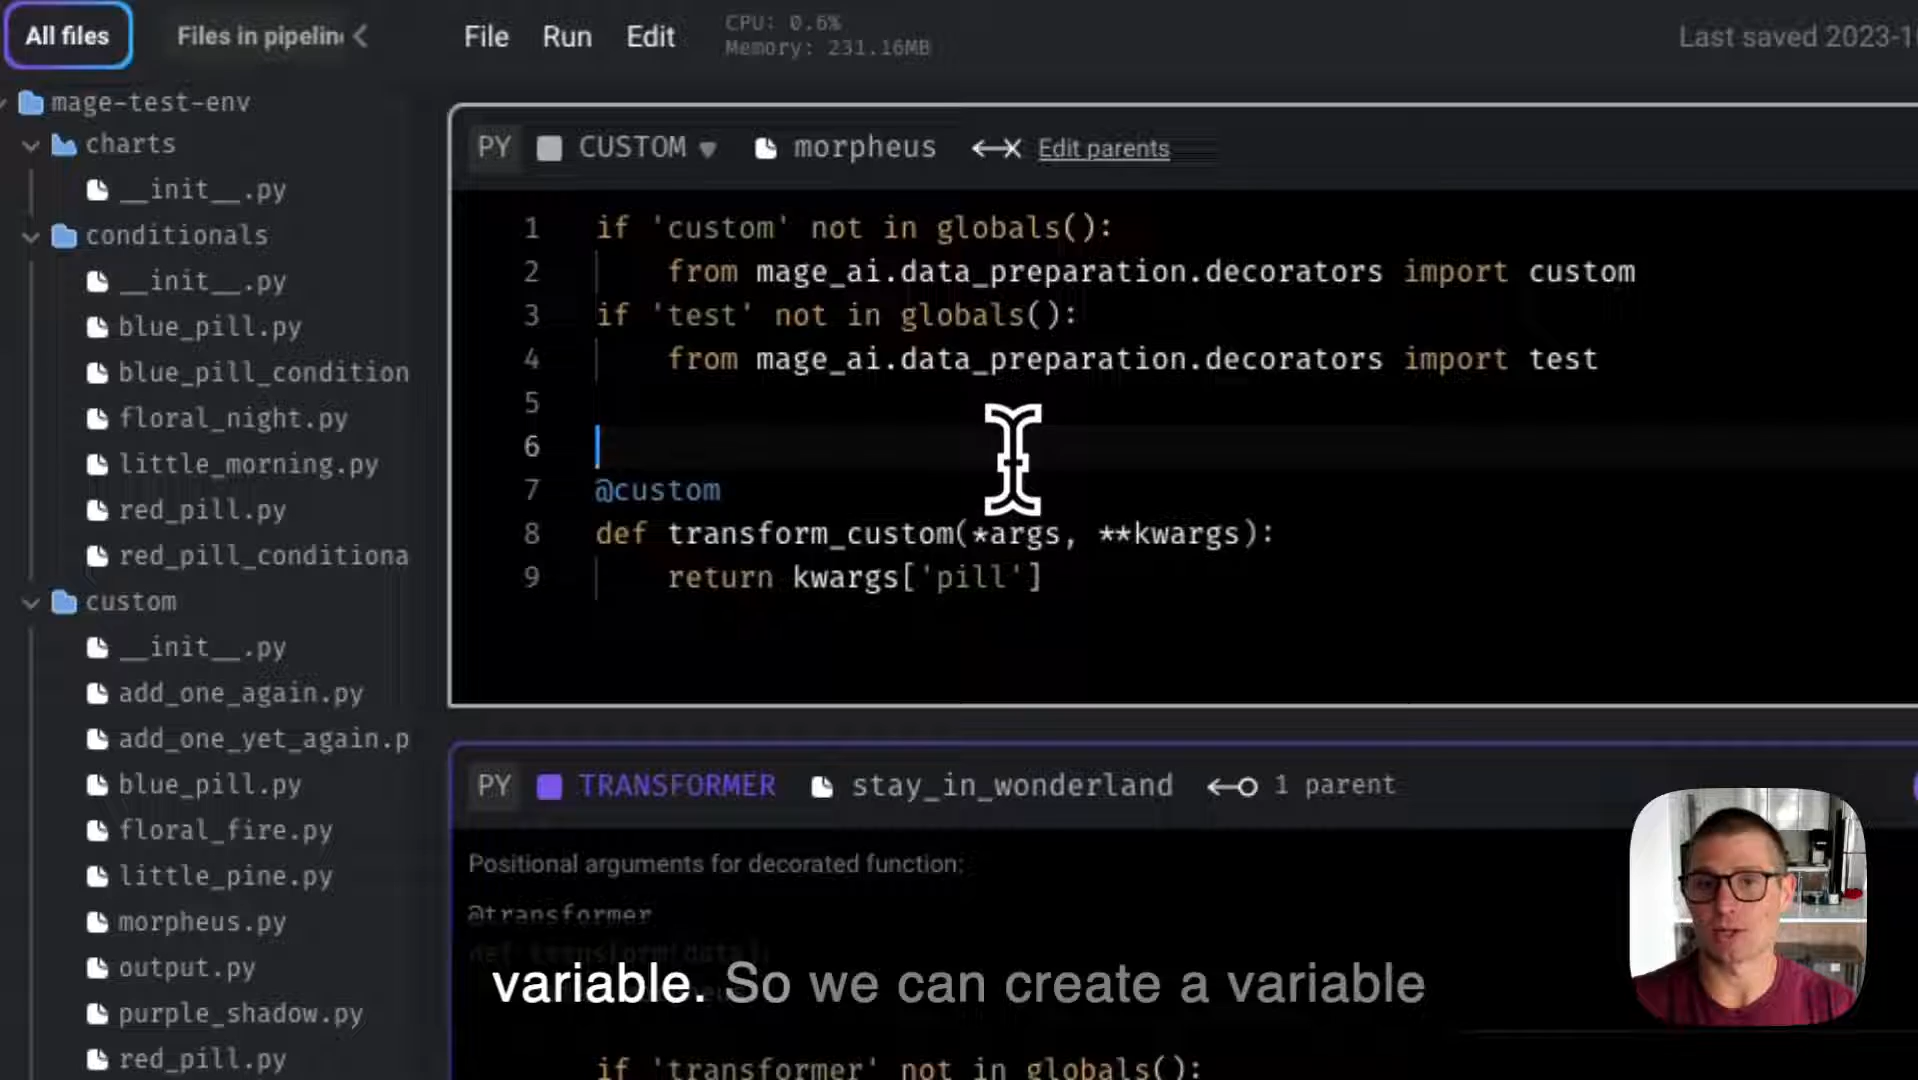 All files
Files in pipelin
File Run Edit
CPU: 0.6%
Memory: 231.16MB
Last saved 2023-1
mage-test-env
charts
__init__.py
conditionals
__init__.py
blue_pill.py
blue_pill_condition
floral_night.py
little_morning.py
red_pill.py
red_pill_conditiona
custom
__init__.py
add_one_again.py
add_one_yet_again.p
blue_pill.py
floral_fire.py
little_pine.py
morpheus.py
output.py
purple_shadow.py
red_pill.py
PY CUSTOM morpheus Edit parents
1 if 'custom' not in globals():
2 from mage_ai.data_preparation.decorators import custom
3 if 'test' not in globals():
4 from mage_ai.data_preparation.decorators import test
5
6
7 @custom
8 def transform_custom(*args, **kwargs):
9 return kwargs['pill']
PY TRANSFORMER stay_in_wonderland 1 parent
Positional arguments for decorated function:
@transformer
def transform(data):
variable. So we can create a variable
if 'transformer' not in globals():